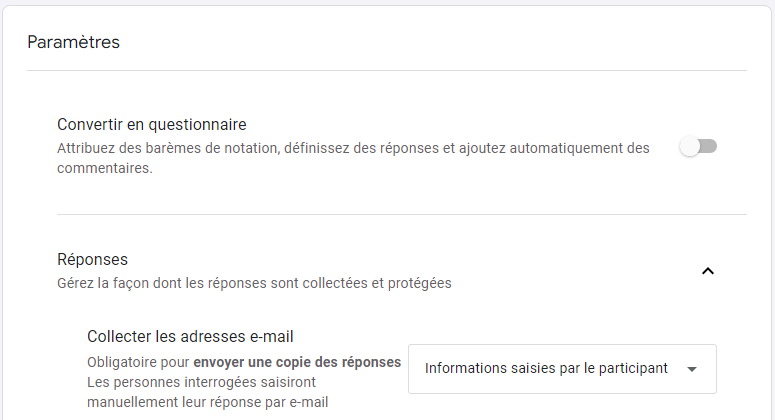 Paramètres
Convertir en questionnaire
Attribuez des barèmes de notation, définissez des réponses et ajoutez automatiquement des
commentaires.
Réponses
Gérez la façon dont les réponses sont collectées et protégées
Collecter les adresses e-mail
Obligatoire pour envoyer une copie des réponses
Les personnes interrogées saisiront
manuellement leur réponse par e-mail
Informations saisies par le participant